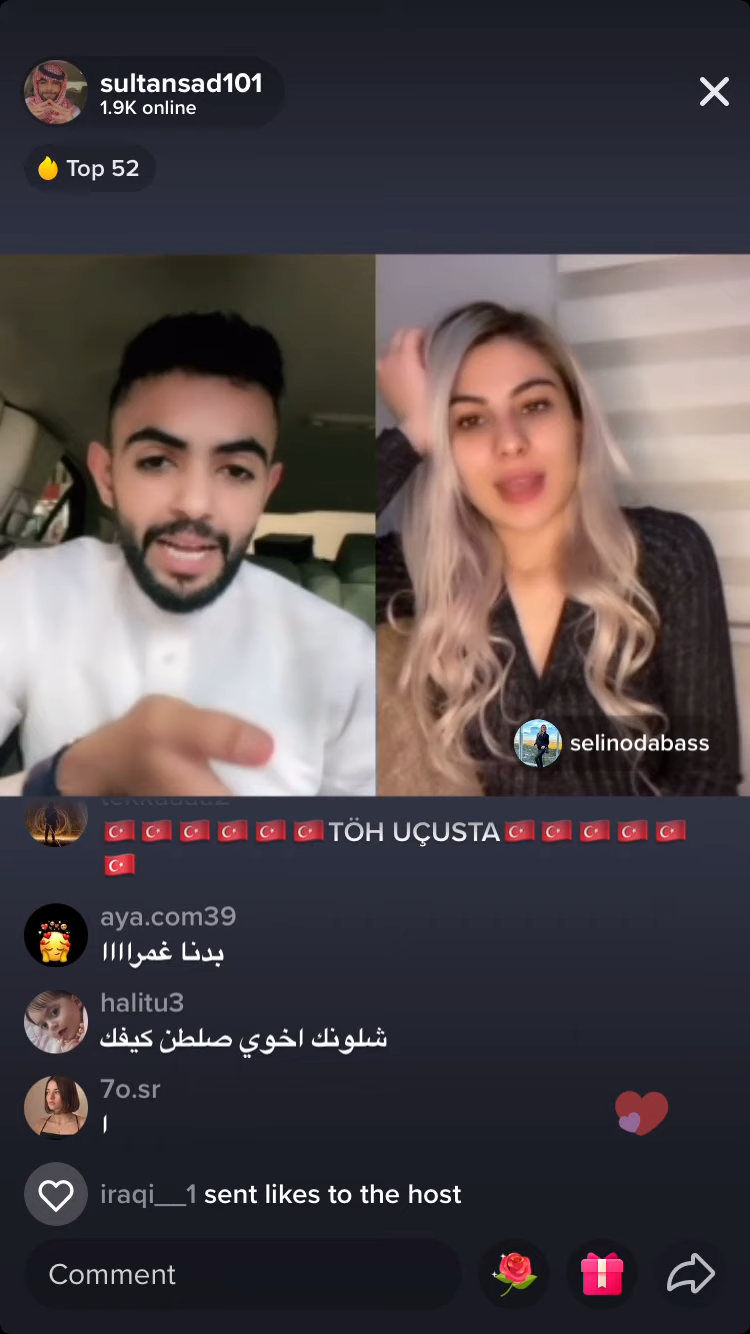 sultansad101
1.9K online
Top 52
selinodabass
🇹🇷🇹🇷🇹🇷🇹🇷🇹🇷🇹🇷TÖH UÇUSTA🇹🇷🇹🇷🇹🇷🇹🇷🇹🇷
🇹🇷
aya.com39
بدنا غمراااا
halitu3
شلونك اخوي صلطن كيفك
7o.sr
ا
iraqi__1 sent likes to the host
Comment